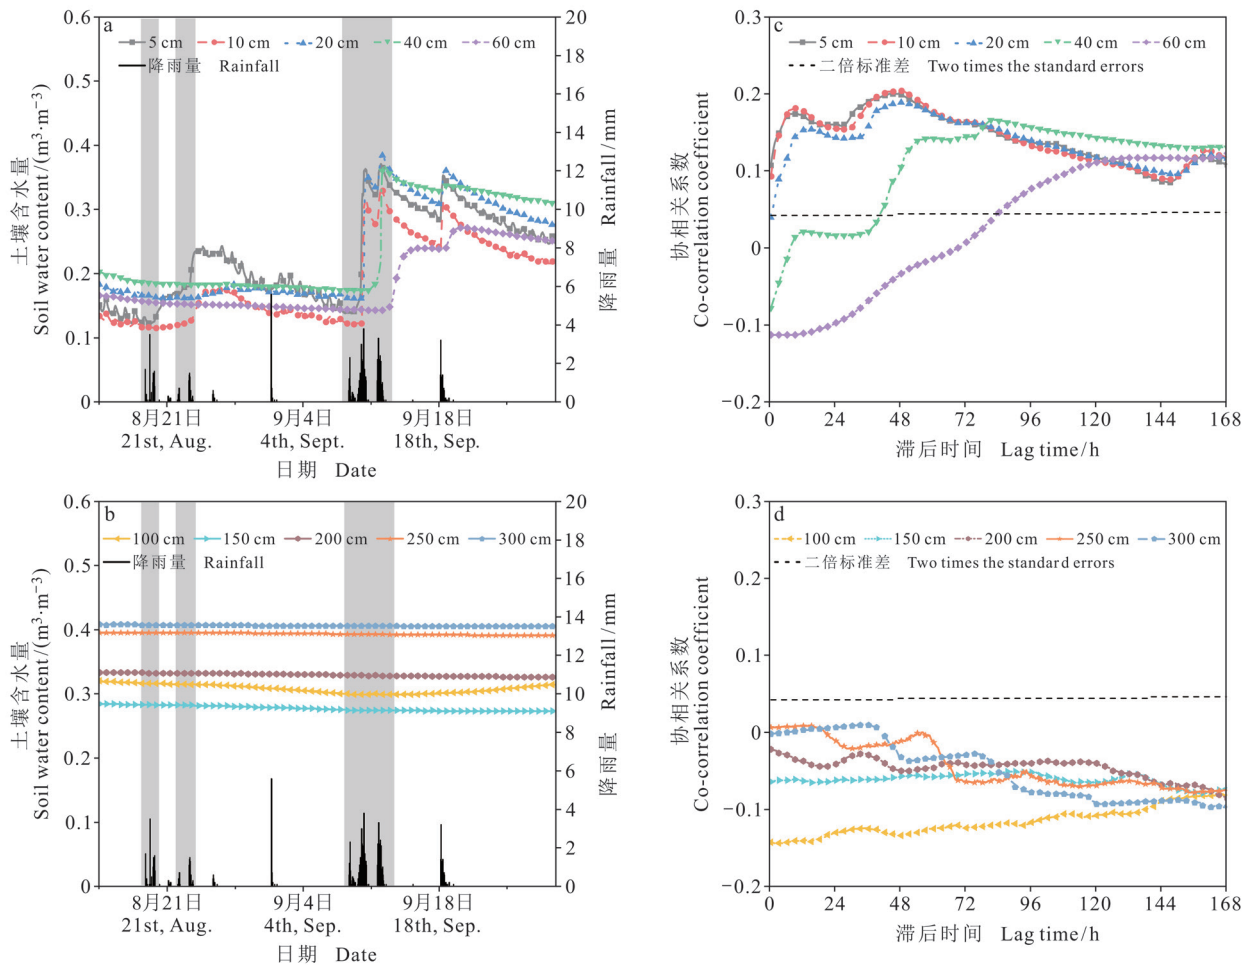 a
0.6
0.5
0.4
0.3
0.2
0.1
0
20
18
16
14
12
10
8
6
4
2
0
5 cm 10 cm 20 cm 40 cm 60 cm
降雨量 Rainfall
土壤含水量
Soil water content/(m³·m⁻³)
降雨量 Rainfall/mm
8月21日 9月4日 9月18日
21st, Aug. 4th, Sept. 18th, Sep.
日期 Date
c
0.3
0.2
0.1
0
−0.1
−0.2
5 cm 10 cm 20 cm 40 cm 60 cm
二倍标准差 Two times the standard errors
协相关系数
Co-correlation coefficient
0 24 48 72 96 120 144 168
滞后时间 Lag time/h
b
0.6
0.5
0.4
0.3
0.2
0.1
0
20
18
16
14
12
10
8
6
4
2
0
100 cm 150 cm 200 cm 250 cm 300 cm
降雨量 Rainfall
土壤含水量
Soil water content/(m³·m⁻³)
降雨量 Rainfall/mm
8月21日 9月4日 9月18日
21st, Aug. 4th, Sept. 18th, Sep.
日期 Date
d
0.3
0.2
0.1
0
−0.1
−0.2
100 cm 150 cm 200 cm 250 cm 300 cm
二倍标准差 Two times the standard errors
协相关系数
Co-correlation coefficient
0 24 48 72 96 120 144 168
滞后时间 Lag time/h